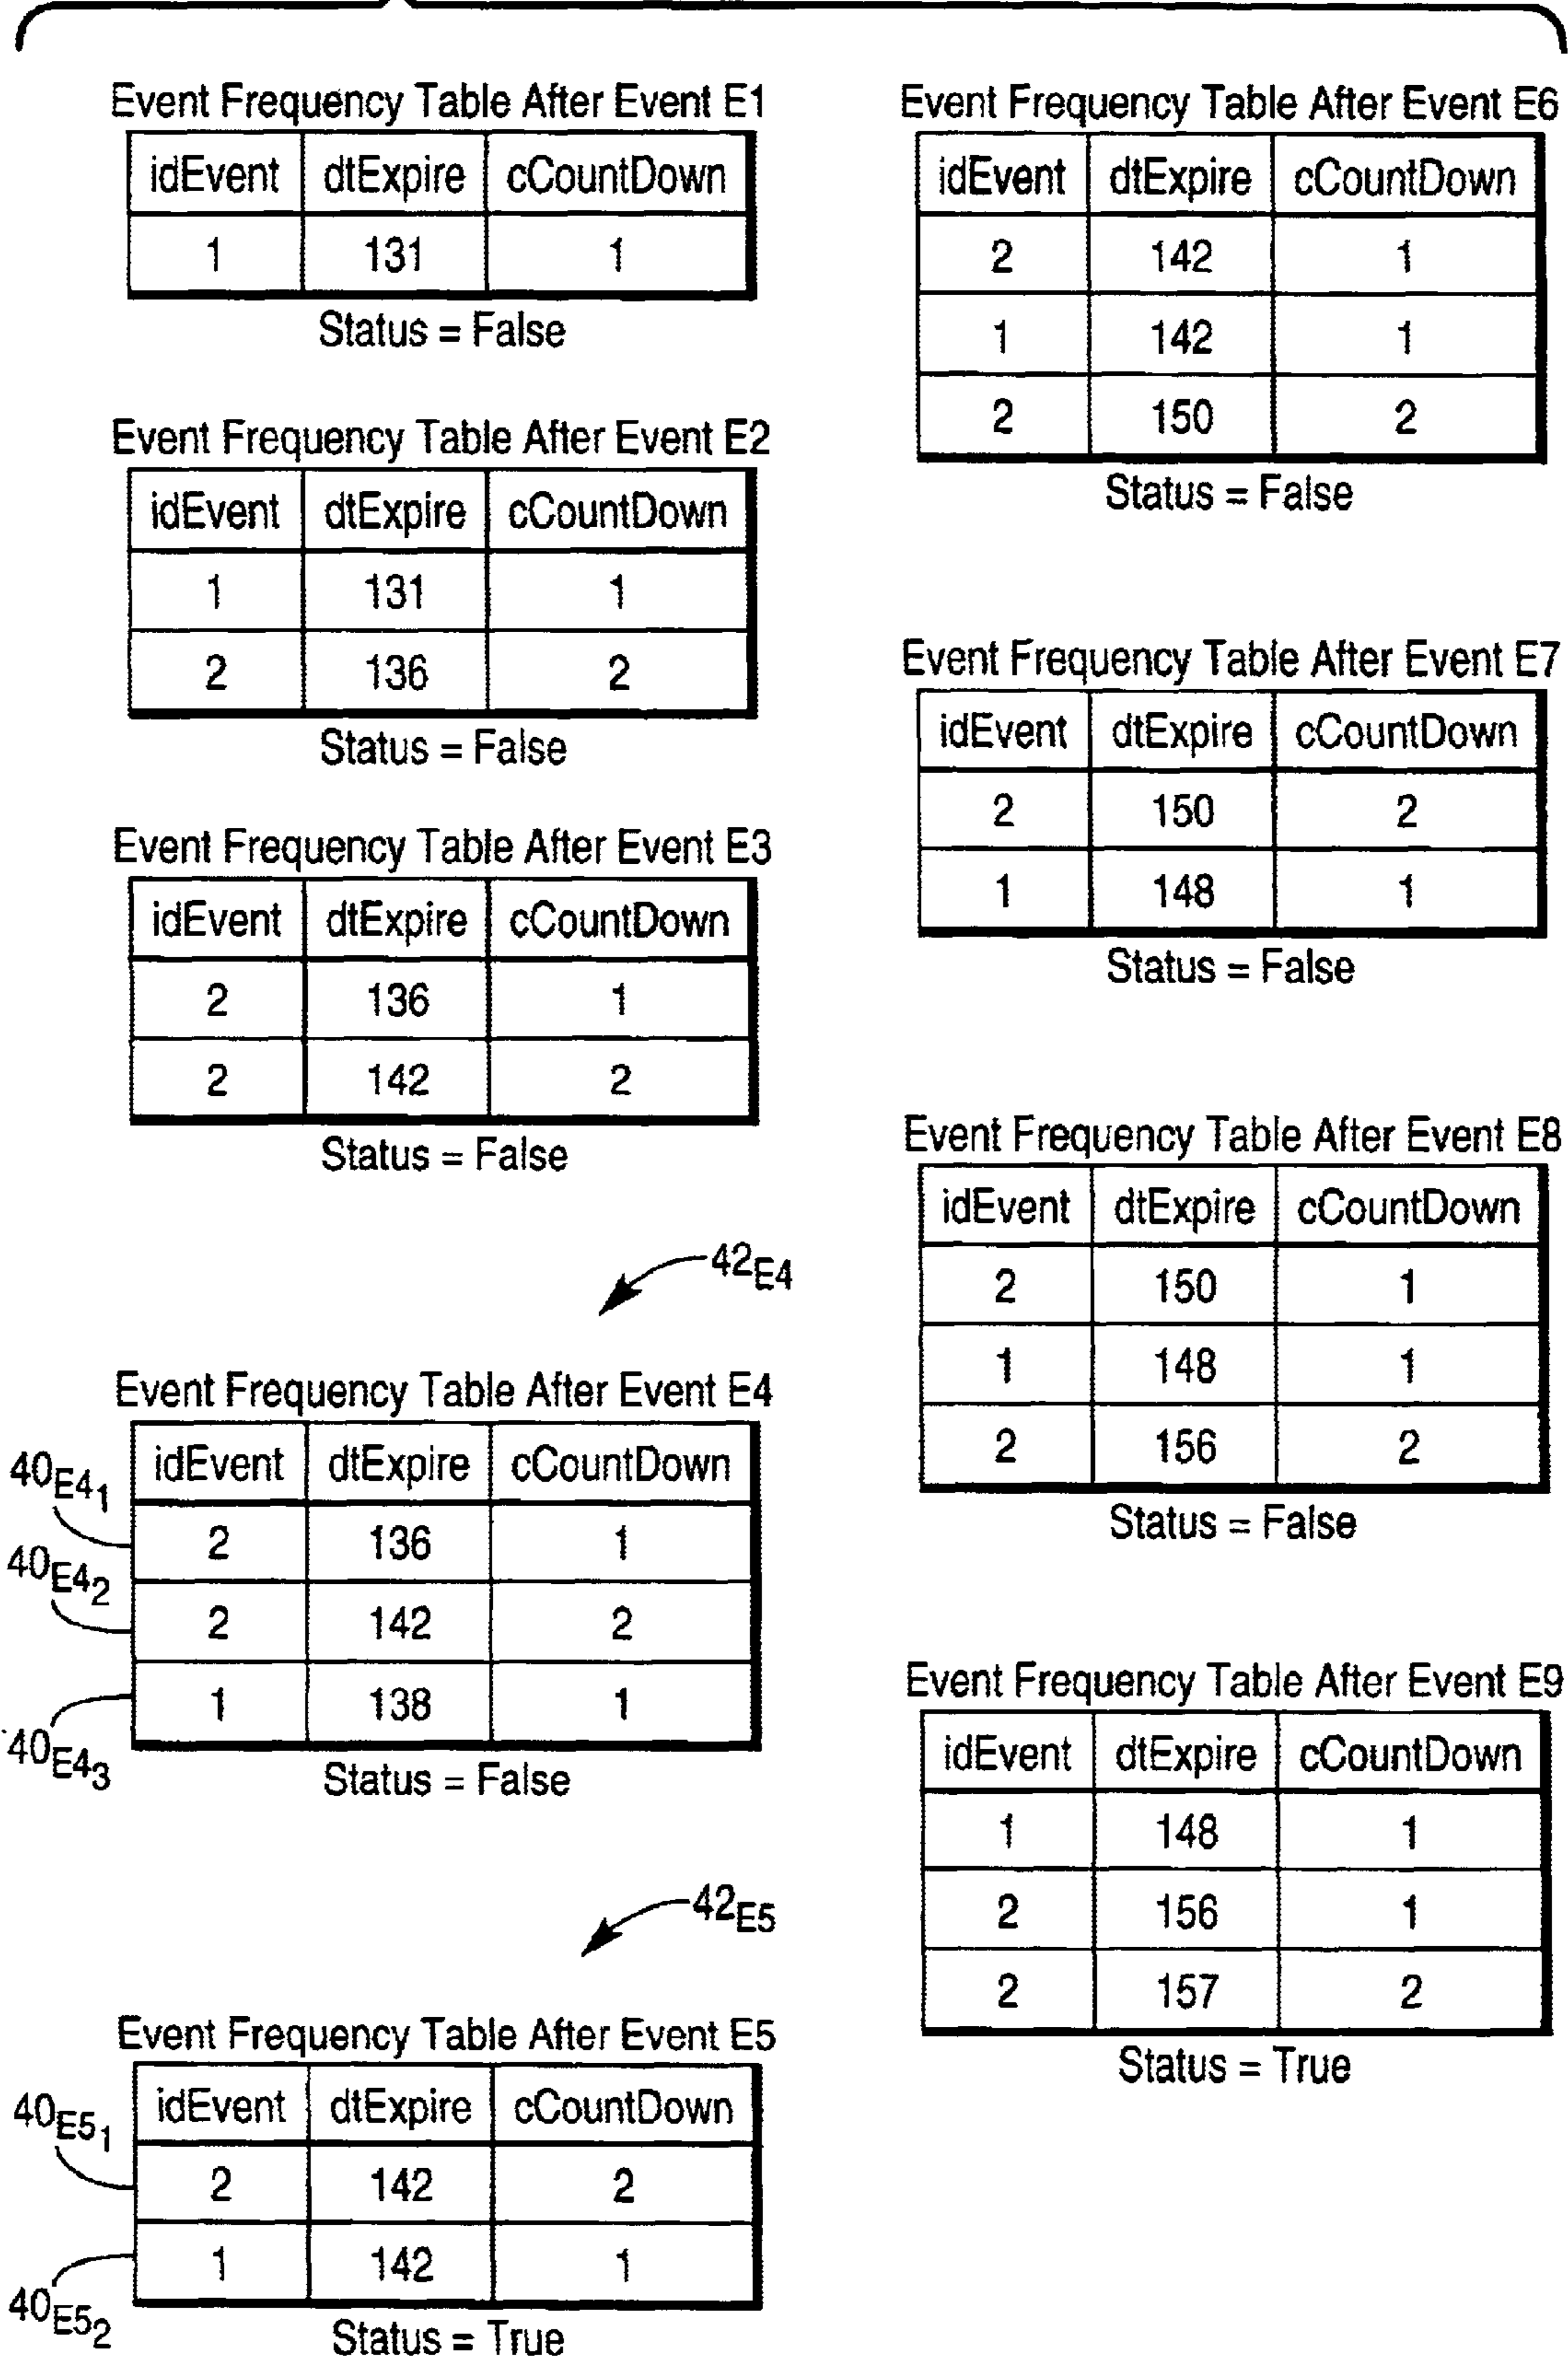 Event Frequency Table After Event E1
idEvent dtExpire cCountDown
1 131 1
Status = False
Event Frequency Table After Event E2
idEvent dtExpire cCountDown
1 131 1
2 136 2
Status = False
Event Frequency Table After Event E3
idEvent dtExpire cCountDown
2 136 1
2 142 2
Status = False
42E4
Event Frequency Table After Event E4
idEvent dtExpire cCountDown
40E41
2 136 1
40E42
2 142 2
1 138 1
40E43
Status = False
42E5
Event Frequency Table After Event E5
idEvent dtExpire cCountDown
40E51
2 142 2
1 142 1
40E52
Status = True
Event Frequency Table After Event E6
idEvent dtExpire cCountDown
2 142 1
1 142 1
2 150 2
Status = False
Event Frequency Table After Event E7
idEvent dtExpire cCountDown
2 150 2
1 148 1
Status = False
Event Frequency Table After Event E8
idEvent dtExpire cCountDown
2 150 1
1 148 1
2 156 2
Status = False
Event Frequency Table After Event E9
idEvent dtExpire cCountDown
1 148 1
2 156 1
2 157 2
Status = True